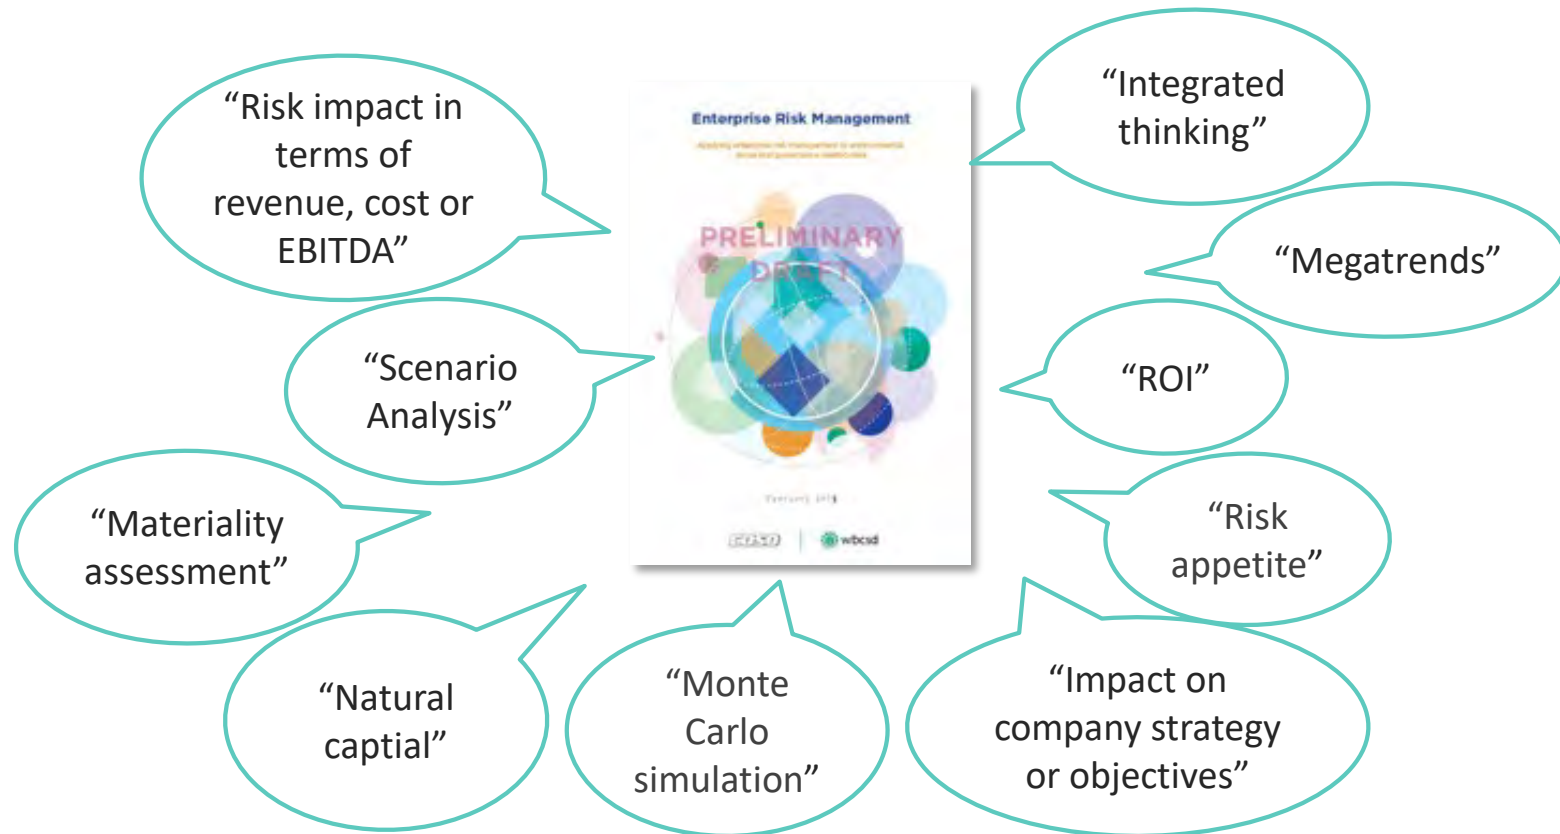 “Risk impact in
terms of
revenue, cost or
EBITDA”
“Scenario
Analysis”
“Materiality
assessment”
“Natural
captial”
Enterprise Risk Management
PRELIMINARY
DRAFT
coso
wbcsd
“Monte
Carlo
simulation”
“Integrated
thinking”
“Megatrends”
“ROI”
“Risk
appetite”
“Impact on
company strategy
or objectives”